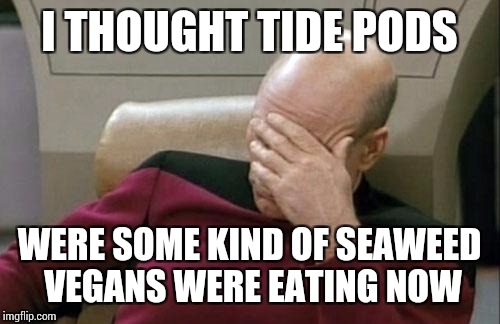 I THOUGHT TIDE PODS
WERE SOME KIND OF SEAWEED
VEGANS WERE EATING NOW
imgflip.com